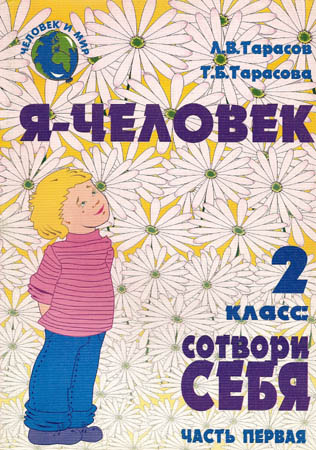 ЧЕЛОВЕК И МИР
Л.В.Тарасов
Т.Б.Тарасова
Я-ЧЕЛОВЕК
2
класс:
сотвори
СЕБЯ
ЧАСТЬ ПЕРВАЯ